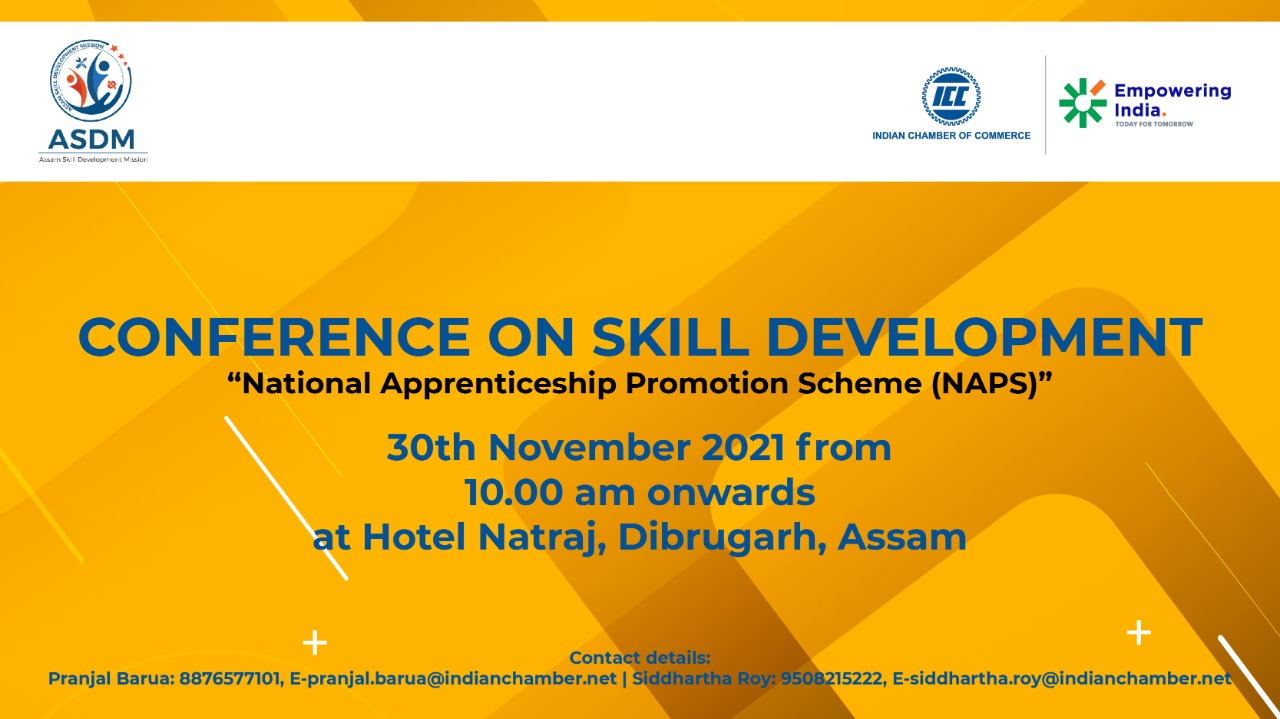 ASSAM SKILL DEVELOPMENT MISSION
ASDM
Assam Skill Development Mission
ICC
INDIAN CHAMBER OF COMMERCE
Empowering
India.
TODAY FOR TOMORROW
CONFERENCE ON SKILL DEVELOPMENT
“National Apprenticeship Promotion Scheme (NAPS)”
30th November 2021 from
10.00 am onwards
at Hotel Natraj, Dibrugarh, Assam
Contact details:
Pranjal Barua: 8876577101, E-pranjal.barua@indianchamber.net | Siddhartha Roy: 9508215222, E-siddhartha.roy@indianchamber.net